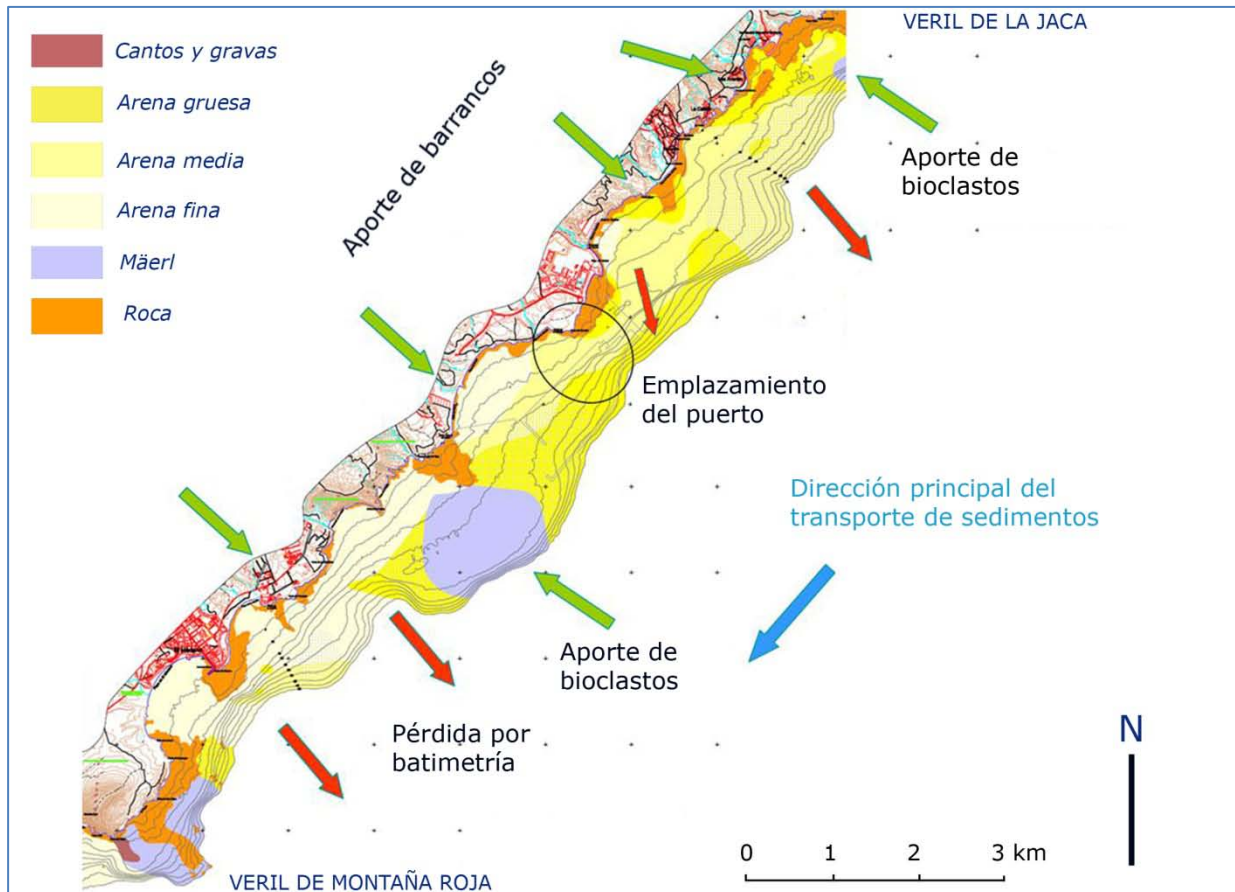 VERIL DE LA JACA
Cantos y gravas
Arena gruesa
Arena media
Arena fina
Mäerl
Roca
Aporte de barrancos
Aporte de
bioclastos
Emplazamiento
del puerto
Dirección principal del
transporte de sedimentos
Aporte de
bioclastos
Pérdida por
batimetría
N
0 1 2 3 km
VERIL DE MONTAÑA ROJA